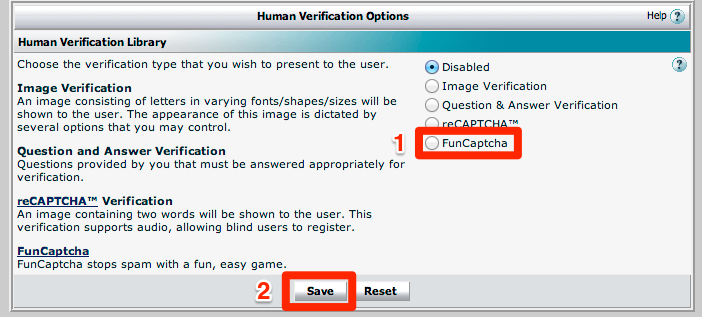 Human Verification Options
Help ?
Human Verification Library
Choose the verification type that you wish to present to the user.
Disabled
?
Image Verification
An image consisting of letters in varying fonts/shapes/sizes will be
shown to the user. The appearance of this image is dictated by
several options that you may control.
Image Verification
Question & Answer Verification
reCAPTCHA™
1
FunCaptcha
Question and Answer Verification
Questions provided by you that must be answered appropriately for
verification.
reCAPTCHA™ Verification
An image containing two words will be shown to the user. This
verification supports audio, allowing blind users to register.
FunCaptcha
FunCaptcha stops spam with a fun, easy game.
2
Save
Reset